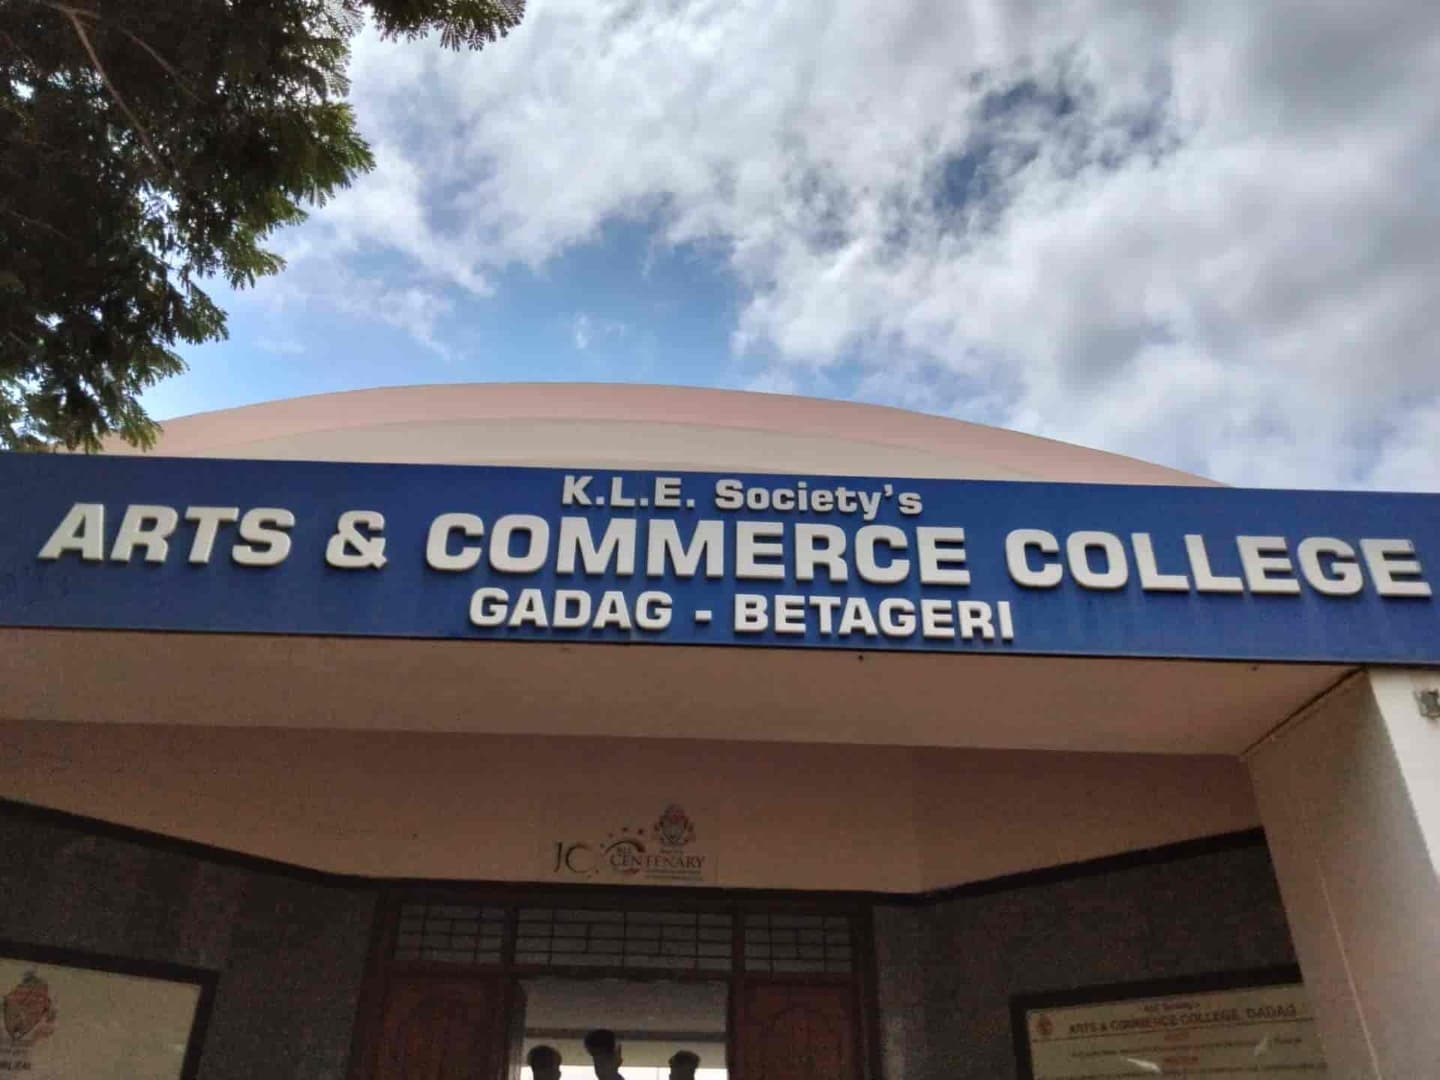 K.L.E. Society's
ARTS & COMMERCE COLLEGE
GADAG - BETAGERI
CENTENARY
ARTS & COMMERCE COLLEGE, GADAG